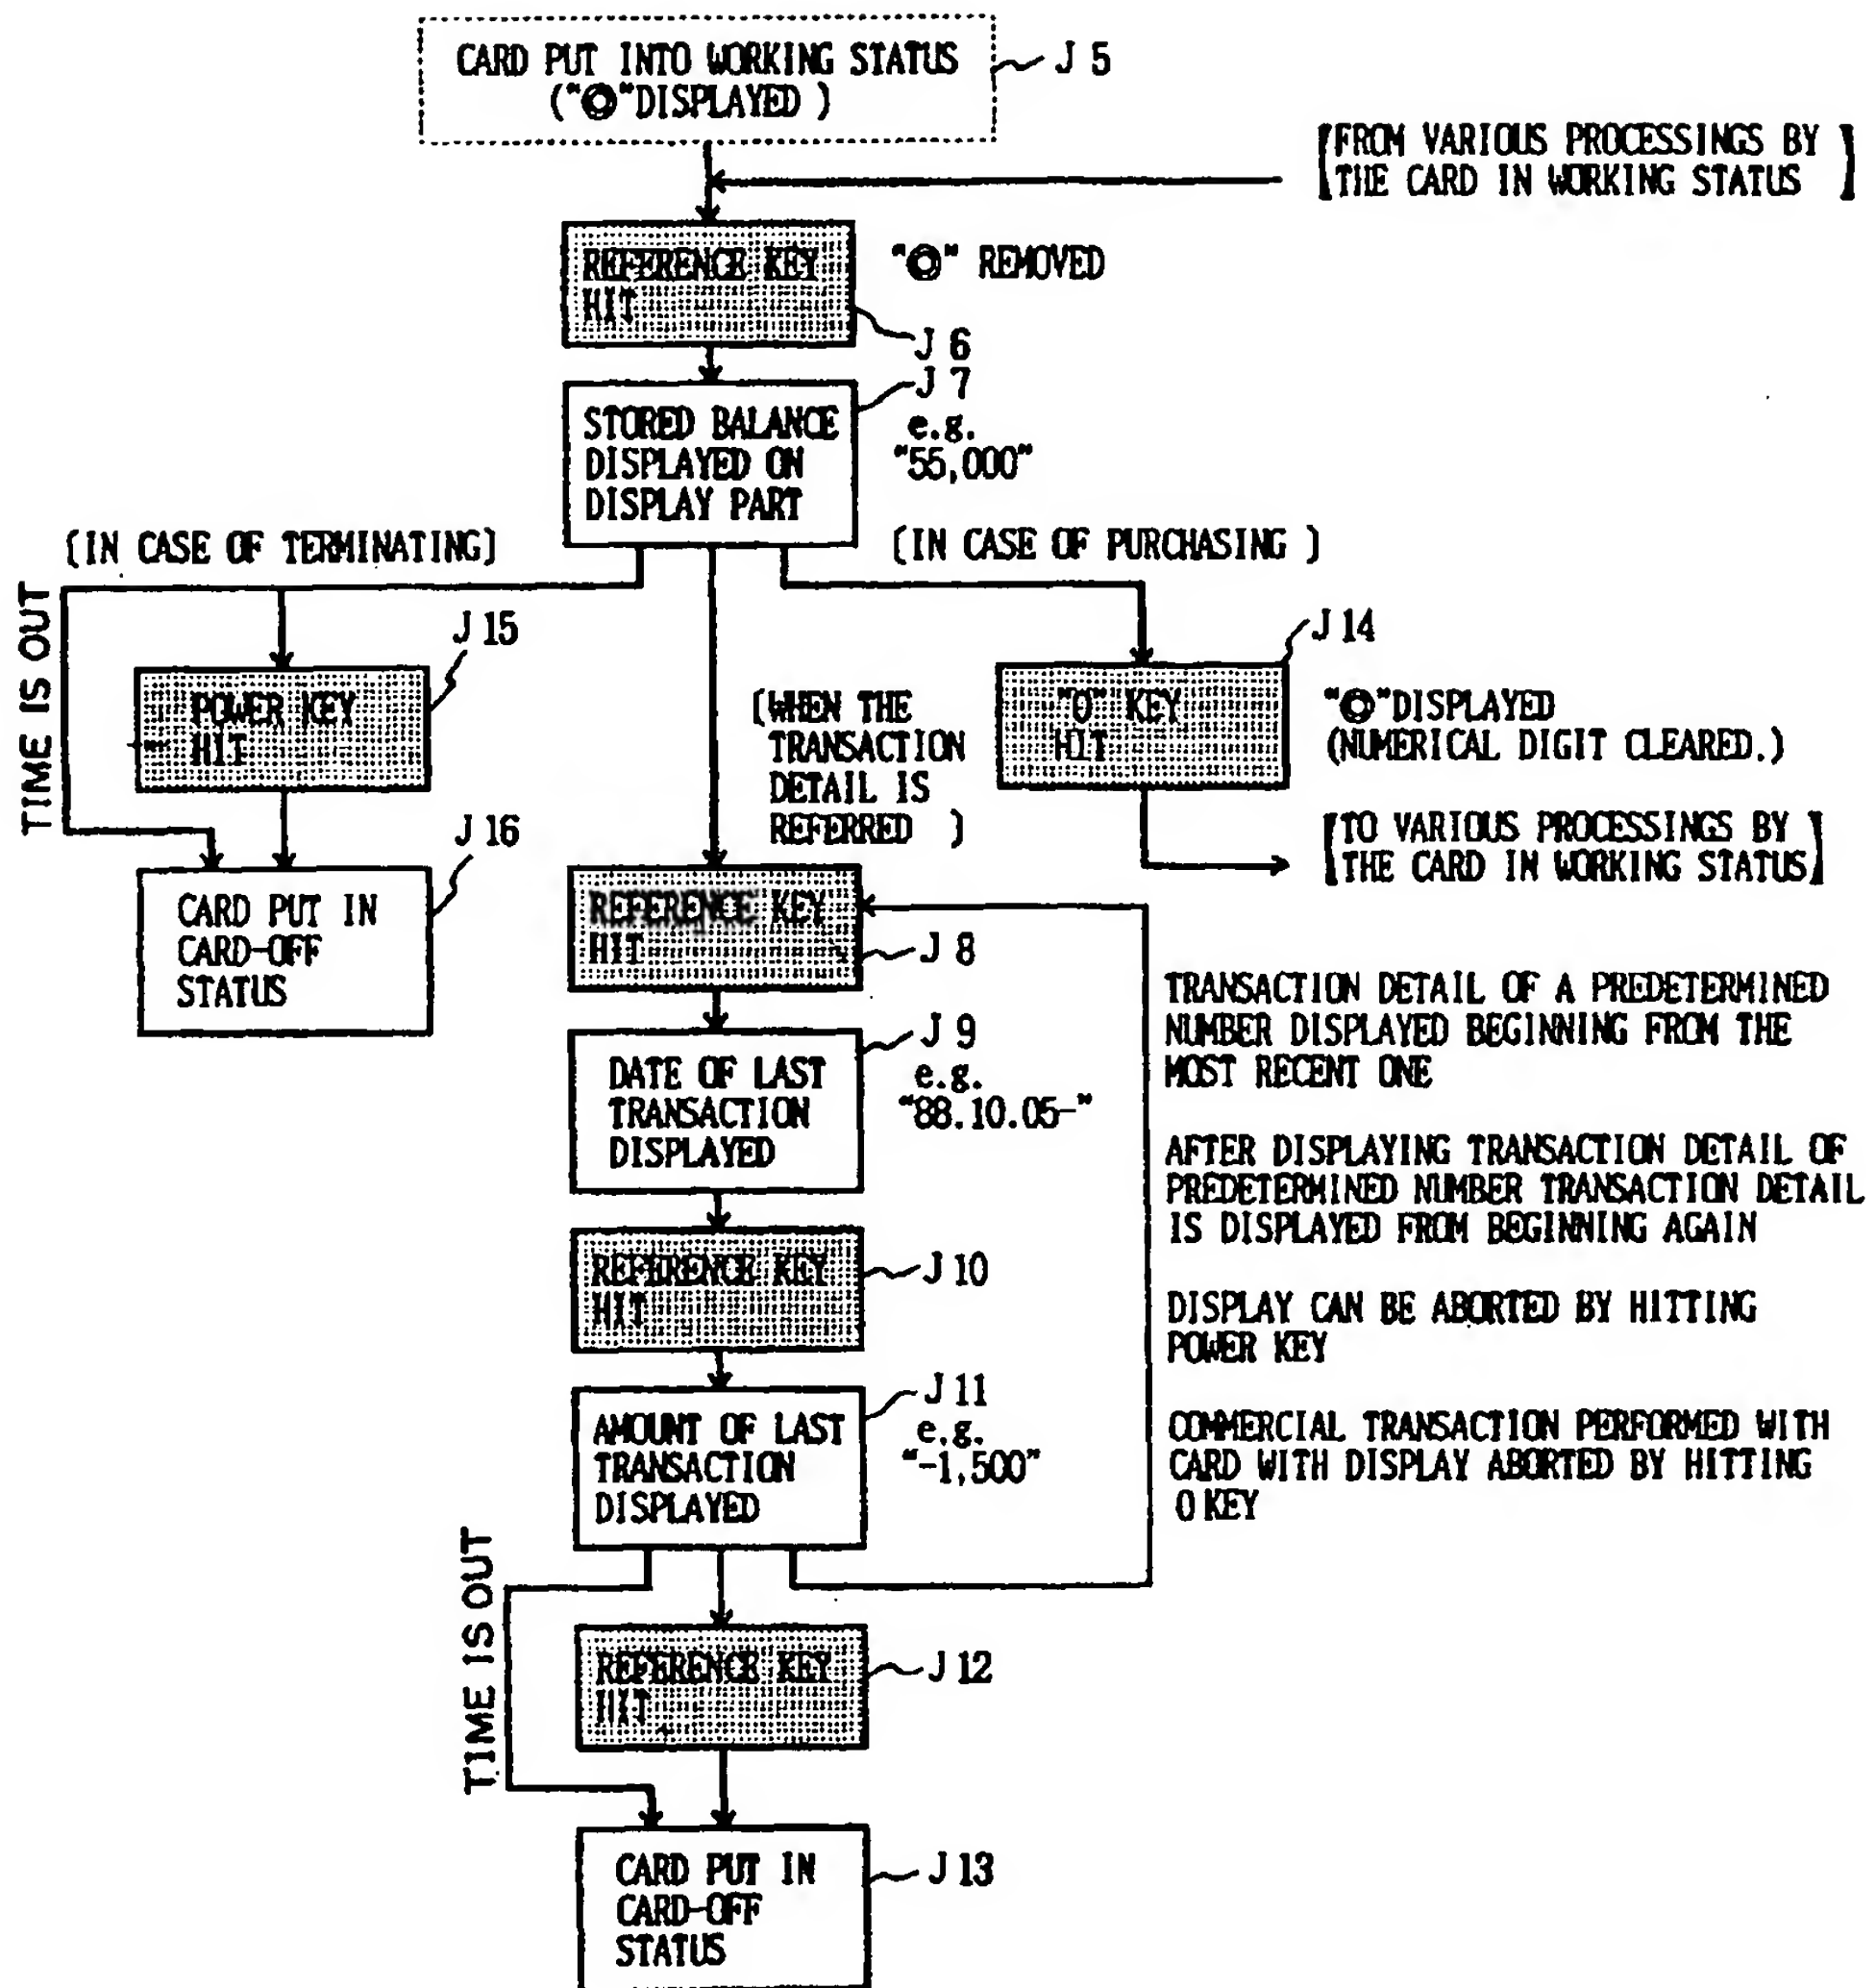 CARD PUT INTO WORKING STATUS
("◎"DISPLAYED )
J 5
[FROM VARIOUS PROCESSINGS BY
THE CARD IN WORKING STATUS ]
REFERENCE KEY
HIT
"◎" REMOVED
J 6
J 7
STORED BALANCE
DISPLAYED ON
DISPLAY PART
e.g.
"55,000"
(IN CASE OF TERMINATING)
(IN CASE OF PURCHASING )
TIME IS OUT
J 15
POWER KEY
HIT
J 14
"0" KEY
HIT
"◎"DISPLAYED
(NUMERICAL DIGIT CLEARED.)
(WHEN THE
TRANSACTION
DETAIL IS
REFERRED )
[TO VARIOUS PROCESSINGS BY
THE CARD IN WORKING STATUS]
J 16
CARD PUT IN
CARD-OFF
STATUS
REFERENCE KEY
HIT
J 8
J 9
DATE OF LAST
TRANSACTION
DISPLAYED
e.g.
"88.10.05-"
TRANSACTION DETAIL OF A PREDETERMINED
NUMBER DISPLAYED BEGINNING FROM THE
MOST RECENT ONE
AFTER DISPLAYING TRANSACTION DETAIL OF
PREDETERMINED NUMBER TRANSACTION DETAIL
IS DISPLAYED FROM BEGINNING AGAIN
REFERENCE KEY
HIT
J 10
DISPLAY CAN BE ABORTED BY HITTING
POWER KEY
J 11
AMOUNT OF LAST
TRANSACTION
DISPLAYED
e.g.
"-1,500"
COMMERCIAL TRANSACTION PERFORMED WITH
CARD WITH DISPLAY ABORTED BY HITTING
0 KEY
TIME IS OUT
REFERENCE KEY
HIT
J 12
CARD PUT IN
CARD-OFF
STATUS
J 13